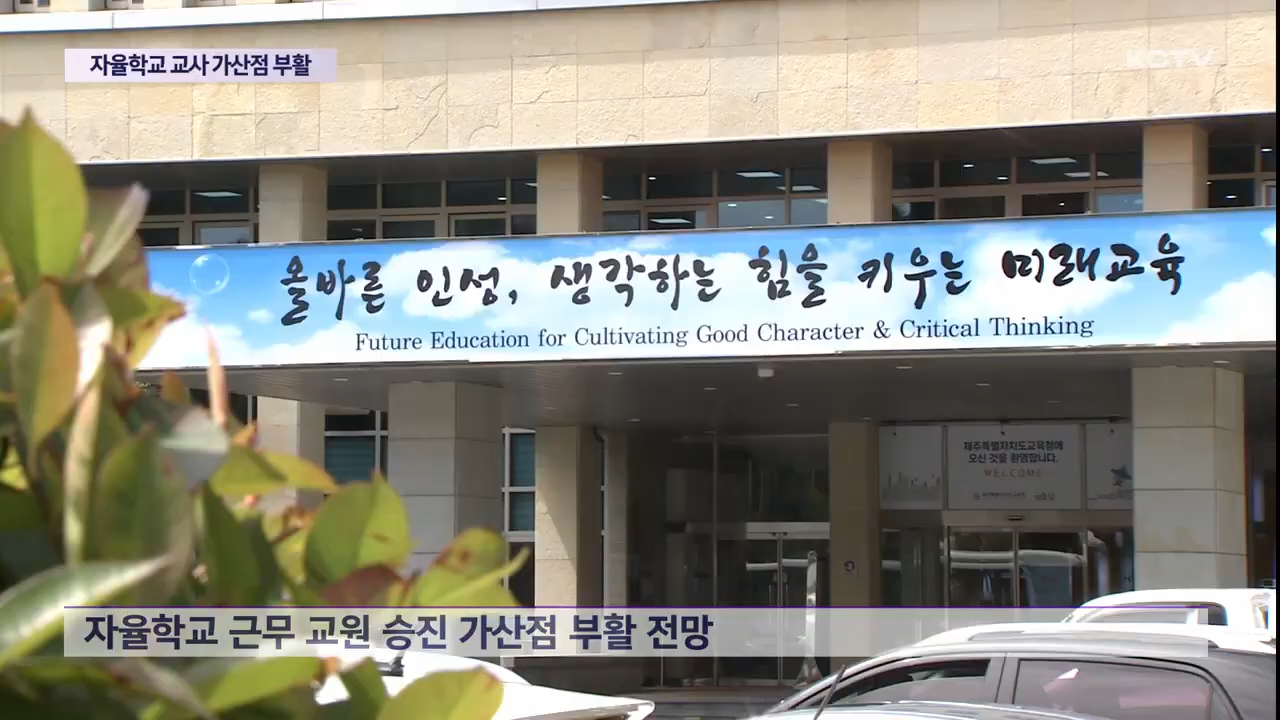 자율학교 교사 가산점 부활
KCTV
올바른 인성, 생각하는 힘을 키우는 미래교육
Future Education for Cultivating Good Character & Critical Thinking
제주특별자치도교육청에
오신 것을 환영합니다.
WELCOME
자율학교 근무 교원 승진 가산점 부활 전망